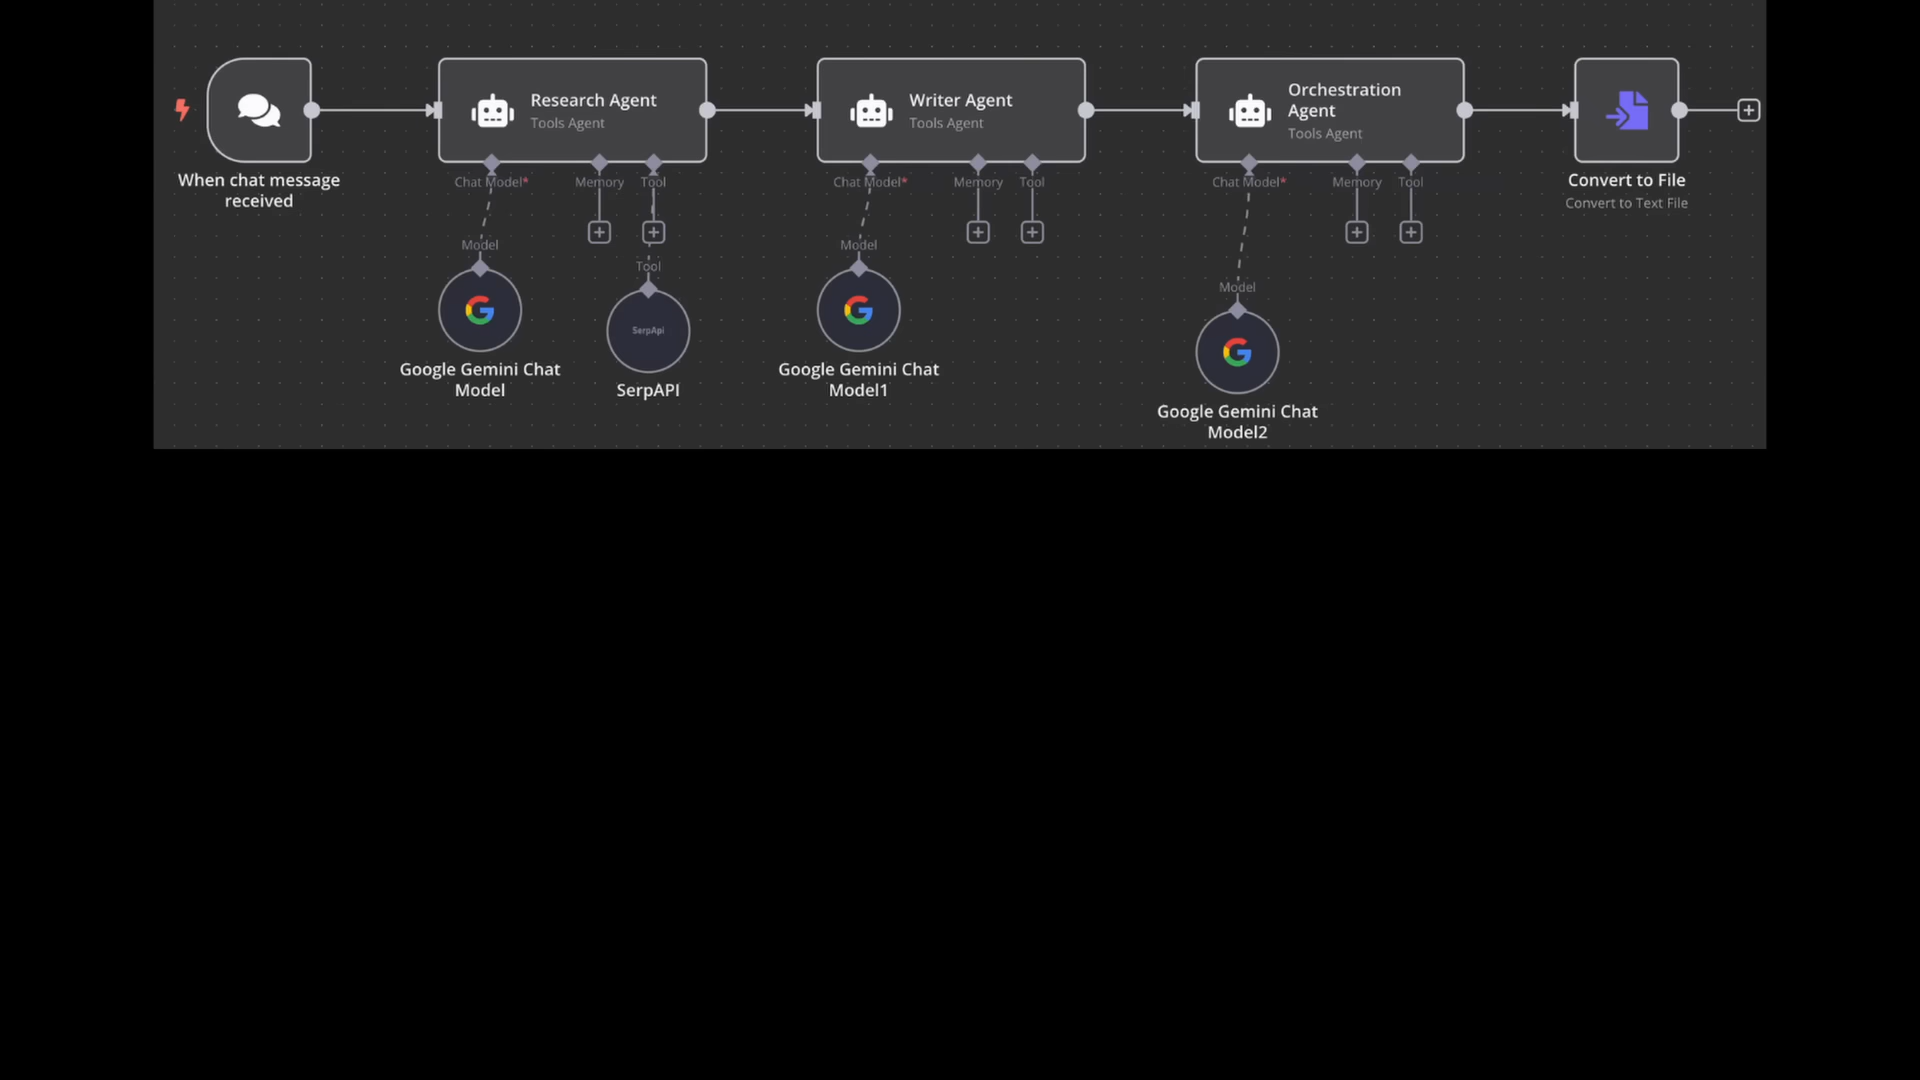 When chat message
received
Research Agent
Tools Agent
Chat Model*
Memory
Tool
Model
Google Gemini Chat
Model
Tool
SerpApi
SerpAPI
Writer Agent
Tools Agent
Chat Model*
Memory
Tool
Model
Google Gemini Chat
Model1
Orchestration
Agent
Tools Agent
Chat Model*
Memory
Tool
Model
Google Gemini Chat
Model2
Convert to File
Convert to Text File